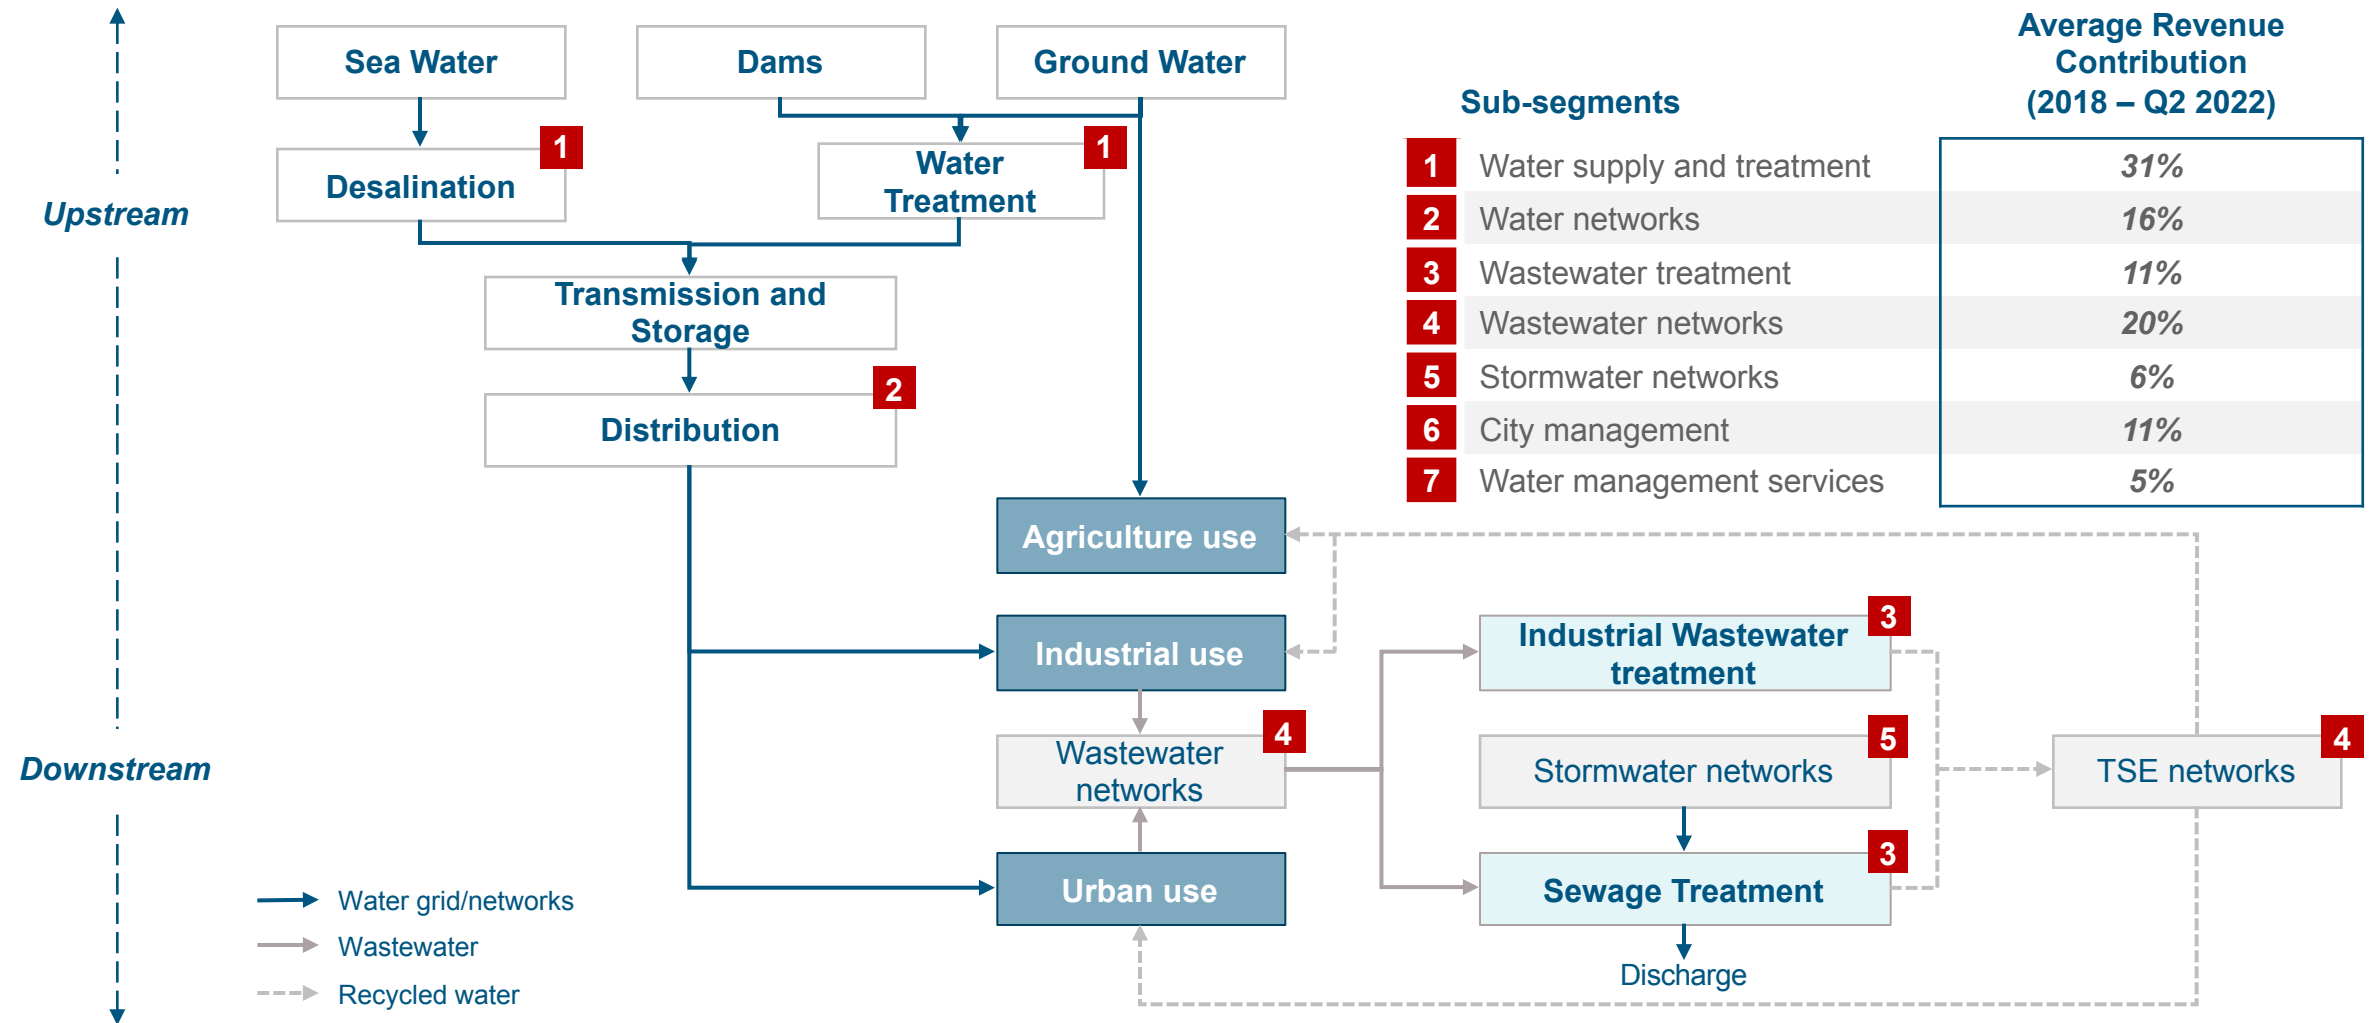 Sea Water
Dams
Ground Water
1
Desalination
1
Water
Treatment
Upstream
Transmission and
Storage
2
Distribution
Average Revenue
Contribution
(2018 – Q2 2022)
Sub-segments
1 Water supply and treatment 31%
2 Water networks 16%
3 Wastewater treatment 11%
4 Wastewater networks 20%
5 Stormwater networks 6%
6 City management 11%
7 Water management services 5%
Agriculture use
Industrial use
3
Industrial Wastewater
treatment
Downstream
4
Wastewater
networks
5
Stormwater networks
4
TSE networks
Urban use
3
Sewage Treatment
Discharge
Water grid/networks
Wastewater
Recycled water